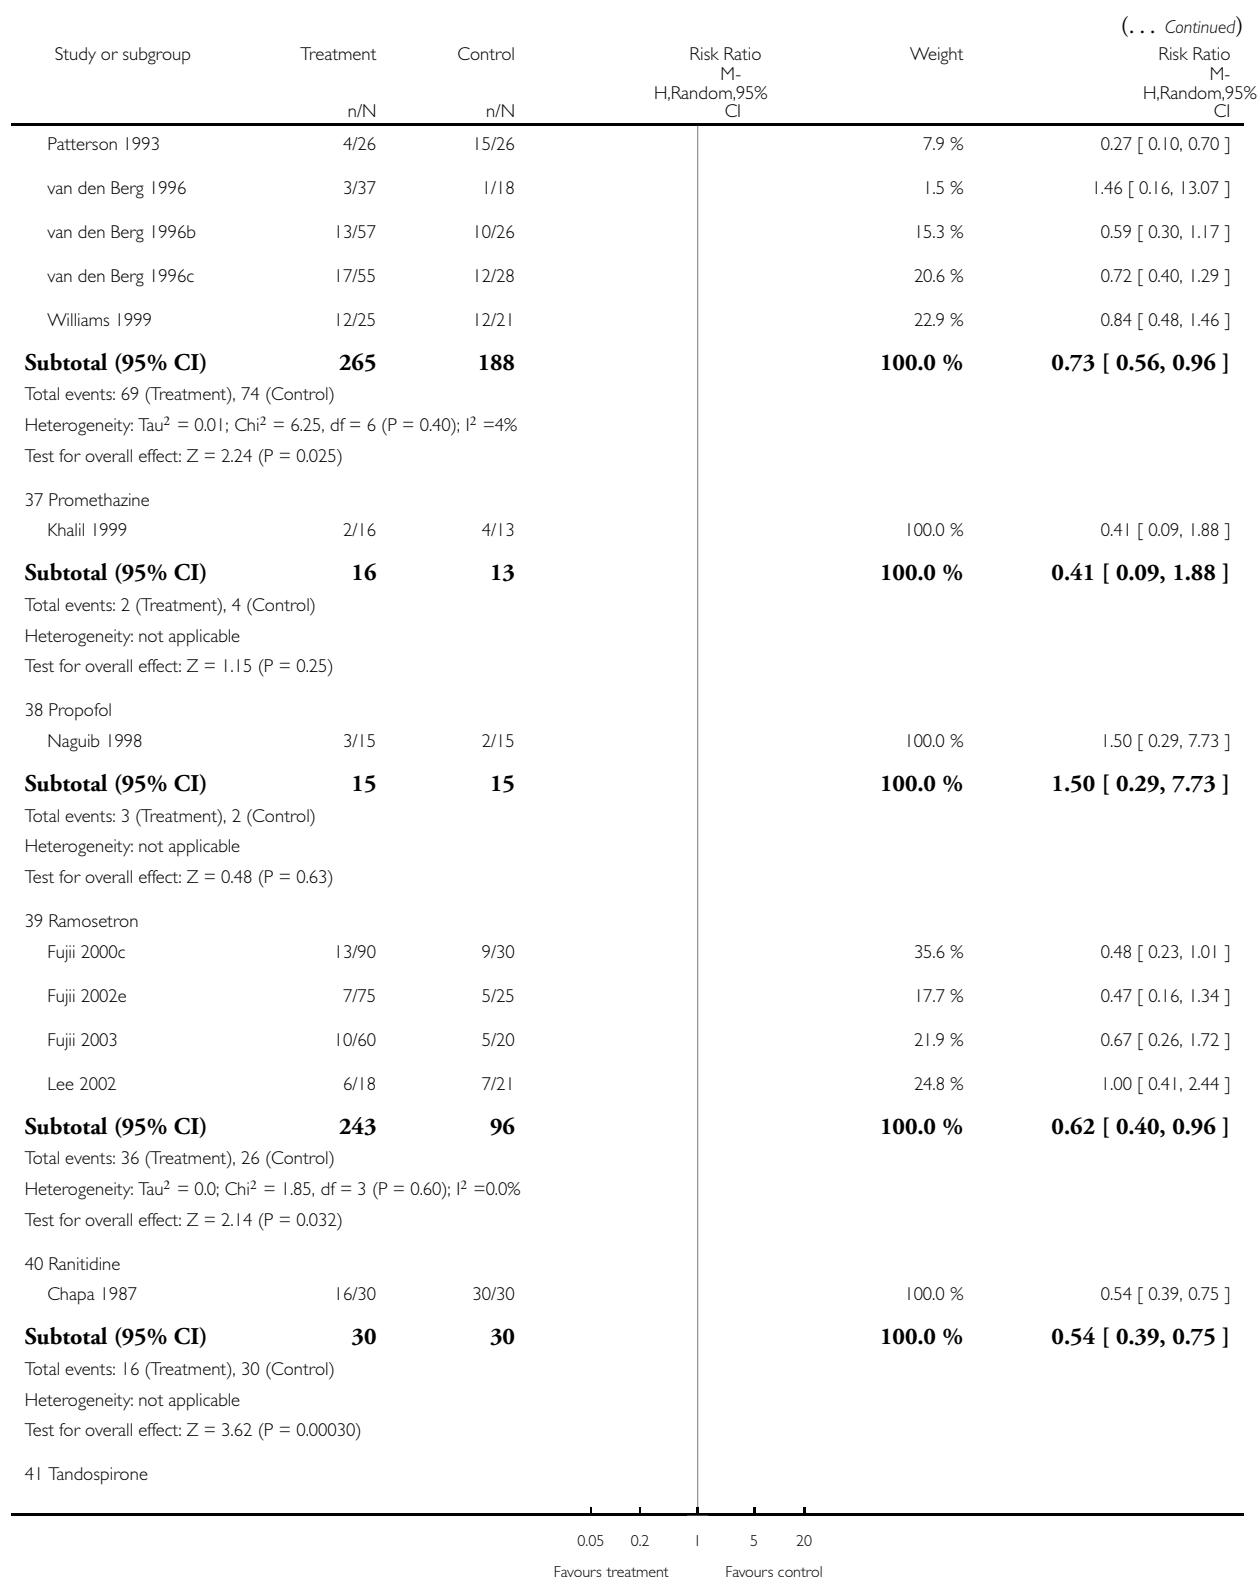 (... Continued)
Study or subgroup Treatment Control Risk Ratio Weight Risk Ratio
M- M-
H,Random,95% H,Random,95%
n/N n/N CI CI
Patterson 1993 4/26 15/26 7.9 % 0.27 [ 0.10, 0.70 ]
van den Berg 1996 3/37 1/18 1.5 % 1.46 [ 0.16, 13.07 ]
van den Berg 1996b 13/57 10/26 15.3 % 0.59 [ 0.30, 1.17 ]
van den Berg 1996c 17/55 12/28 20.6 % 0.72 [ 0.40, 1.29 ]
Williams 1999 12/25 12/21 22.9 % 0.84 [ 0.48, 1.46 ]
Subtotal (95% CI) 265 188 100.0 % 0.73 [ 0.56, 0.96 ]
Total events: 69 (Treatment), 74 (Control)
Heterogeneity: Tau² = 0.01; Chi² = 6.25, df = 6 (P = 0.40); I² =4%
Test for overall effect: Z = 2.24 (P = 0.025)
37 Promethazine
Khalil 1999 2/16 4/13 100.0 % 0.41 [ 0.09, 1.88 ]
Subtotal (95% CI) 16 13 100.0 % 0.41 [ 0.09, 1.88 ]
Total events: 2 (Treatment), 4 (Control)
Heterogeneity: not applicable
Test for overall effect: Z = 1.15 (P = 0.25)
38 Propofol
Naguib 1998 3/15 2/15 100.0 % 1.50 [ 0.29, 7.73 ]
Subtotal (95% CI) 15 15 100.0 % 1.50 [ 0.29, 7.73 ]
Total events: 3 (Treatment), 2 (Control)
Heterogeneity: not applicable
Test for overall effect: Z = 0.48 (P = 0.63)
39 Ramosetron
Fujii 2000c 13/90 9/30 35.6 % 0.48 [ 0.23, 1.01 ]
Fujii 2002e 7/75 5/25 17.7 % 0.47 [ 0.16, 1.34 ]
Fujii 2003 10/60 5/20 21.9 % 0.67 [ 0.26, 1.72 ]
Lee 2002 6/18 7/21 24.8 % 1.00 [ 0.41, 2.44 ]
Subtotal (95% CI) 243 96 100.0 % 0.62 [ 0.40, 0.96 ]
Total events: 36 (Treatment), 26 (Control)
Heterogeneity: Tau² = 0.0; Chi² = 1.85, df = 3 (P = 0.60); I² =0.0%
Test for overall effect: Z = 2.14 (P = 0.032)
40 Ranitidine
Chapa 1987 16/30 30/30 100.0 % 0.54 [ 0.39, 0.75 ]
Subtotal (95% CI) 30 30 100.0 % 0.54 [ 0.39, 0.75 ]
Total events: 16 (Treatment), 30 (Control)
Heterogeneity: not applicable
Test for overall effect: Z = 3.62 (P = 0.00030)
41 Tandospirone
0.05 0.2 1 5 20
Favours treatment Favours control